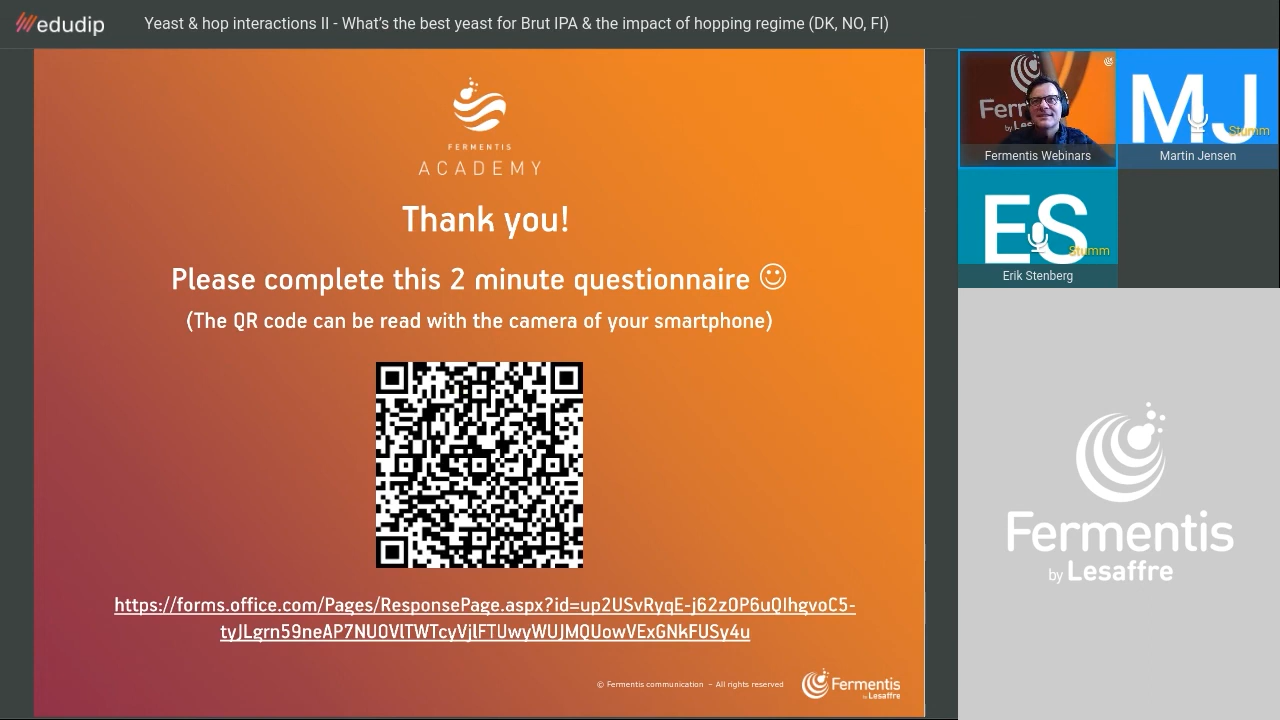 edudip
Yeast & hop interactions II - What's the best yeast for Brut IPA & the impact of hopping regime (DK, NO, FI)
FERMENTIS
ACADEMY
Thank you!
Please complete this 2 minute questionnaire ☺
(The QR code can be read with the camera of your smartphone)
https://forms.office.com/Pages/ResponsePage.aspx?id=up2USvRyqE-j62zOP6uQIhgvoC5-
tyJLgrn59neAP7NUOVlTWTcyVjlFTUwyWUJMQUowVExGNkFUSy4u
© Fermentis communication – All rights reserved
Fermentis
by Lesaffre
Fermentis Webinars
MJ
Stumm
Martin Jensen
ES
Stumm
Erik Stenberg
Fermentis
by Lesaffre